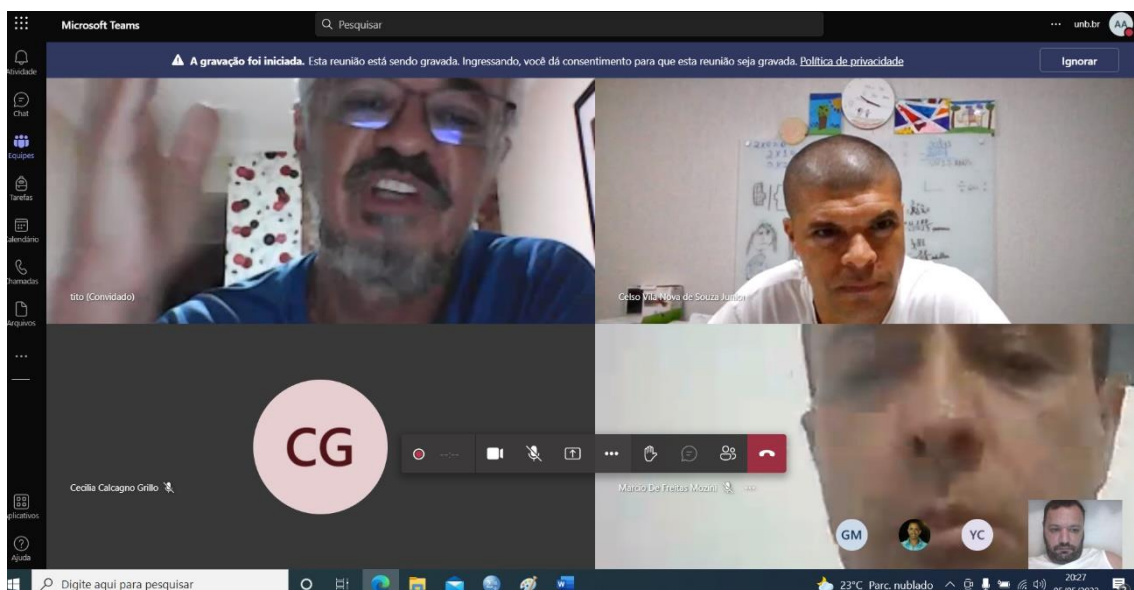 Microsoft Teams
Pesquisar
unb.br
AA
A gravação foi iniciada. Esta reunião está sendo gravada. Ingressando, você dá consentimento para que esta reunião seja gravada. Política de privacidade
Ignorar
Atividade
Chat
Equipes
Tarefas
alendário
Chamadas
Arquivos
plicativos
Ajuda
tito (Convidado)
Celso Vila Nova de Souza Junior
CG
Cecilia Calcagno Grillo
Marcio De Freitas Mozini
GM
YC
Digite aqui para pesquisar
23°C Parc. nublado
20:27